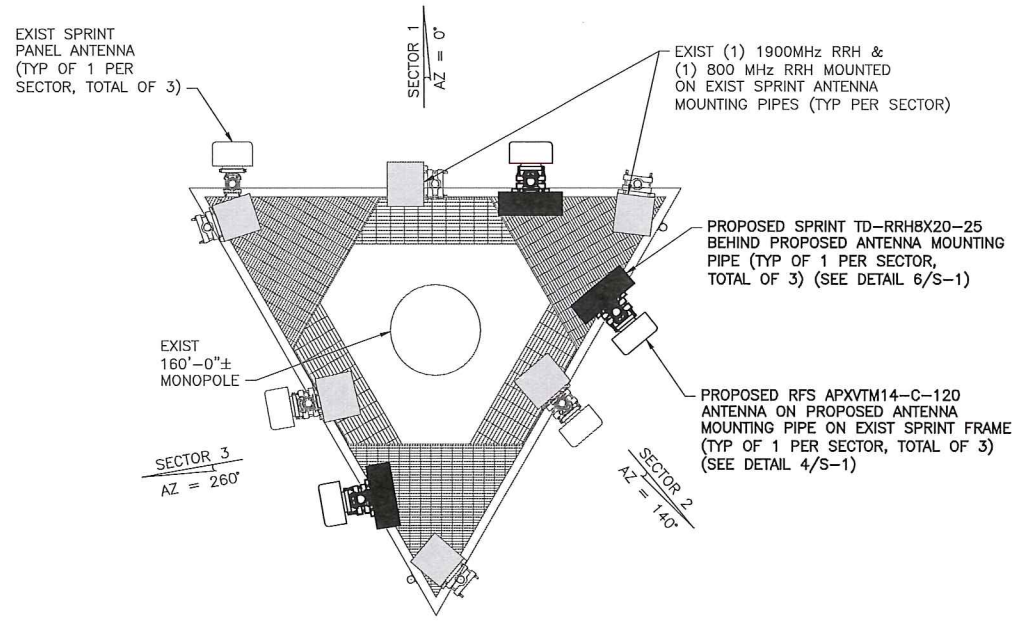 EXIST SPRINT
PANEL ANTENNA
(TYP OF 1 PER
SECTOR, TOTAL OF 3)
SECTOR 1
AZ = 0°
EXIST (1) 1900MHz RRH &
(1) 800 MHz RRH MOUNTED
ON EXIST SPRINT ANTENNA
MOUNTING PIPES (TYP PER SECTOR)
PROPOSED SPRINT TD-RRH8X20-25
BEHIND PROPOSED ANTENNA MOUNTING
PIPE (TYP OF 1 PER SECTOR,
TOTAL OF 3) (SEE DETAIL 6/S-1)
EXIST
160'-0"±
MONOPOLE
PROPOSED RFS APXVTM14-C-120
ANTENNA ON PROPOSED ANTENNA
MOUNTING PIPE ON EXIST SPRINT FRAME
(TYP OF 1 PER SECTOR, TOTAL OF 3)
(SEE DETAIL 4/S-1)
SECTOR 3
AZ = 260°
SECTOR 2
AZ = 140°